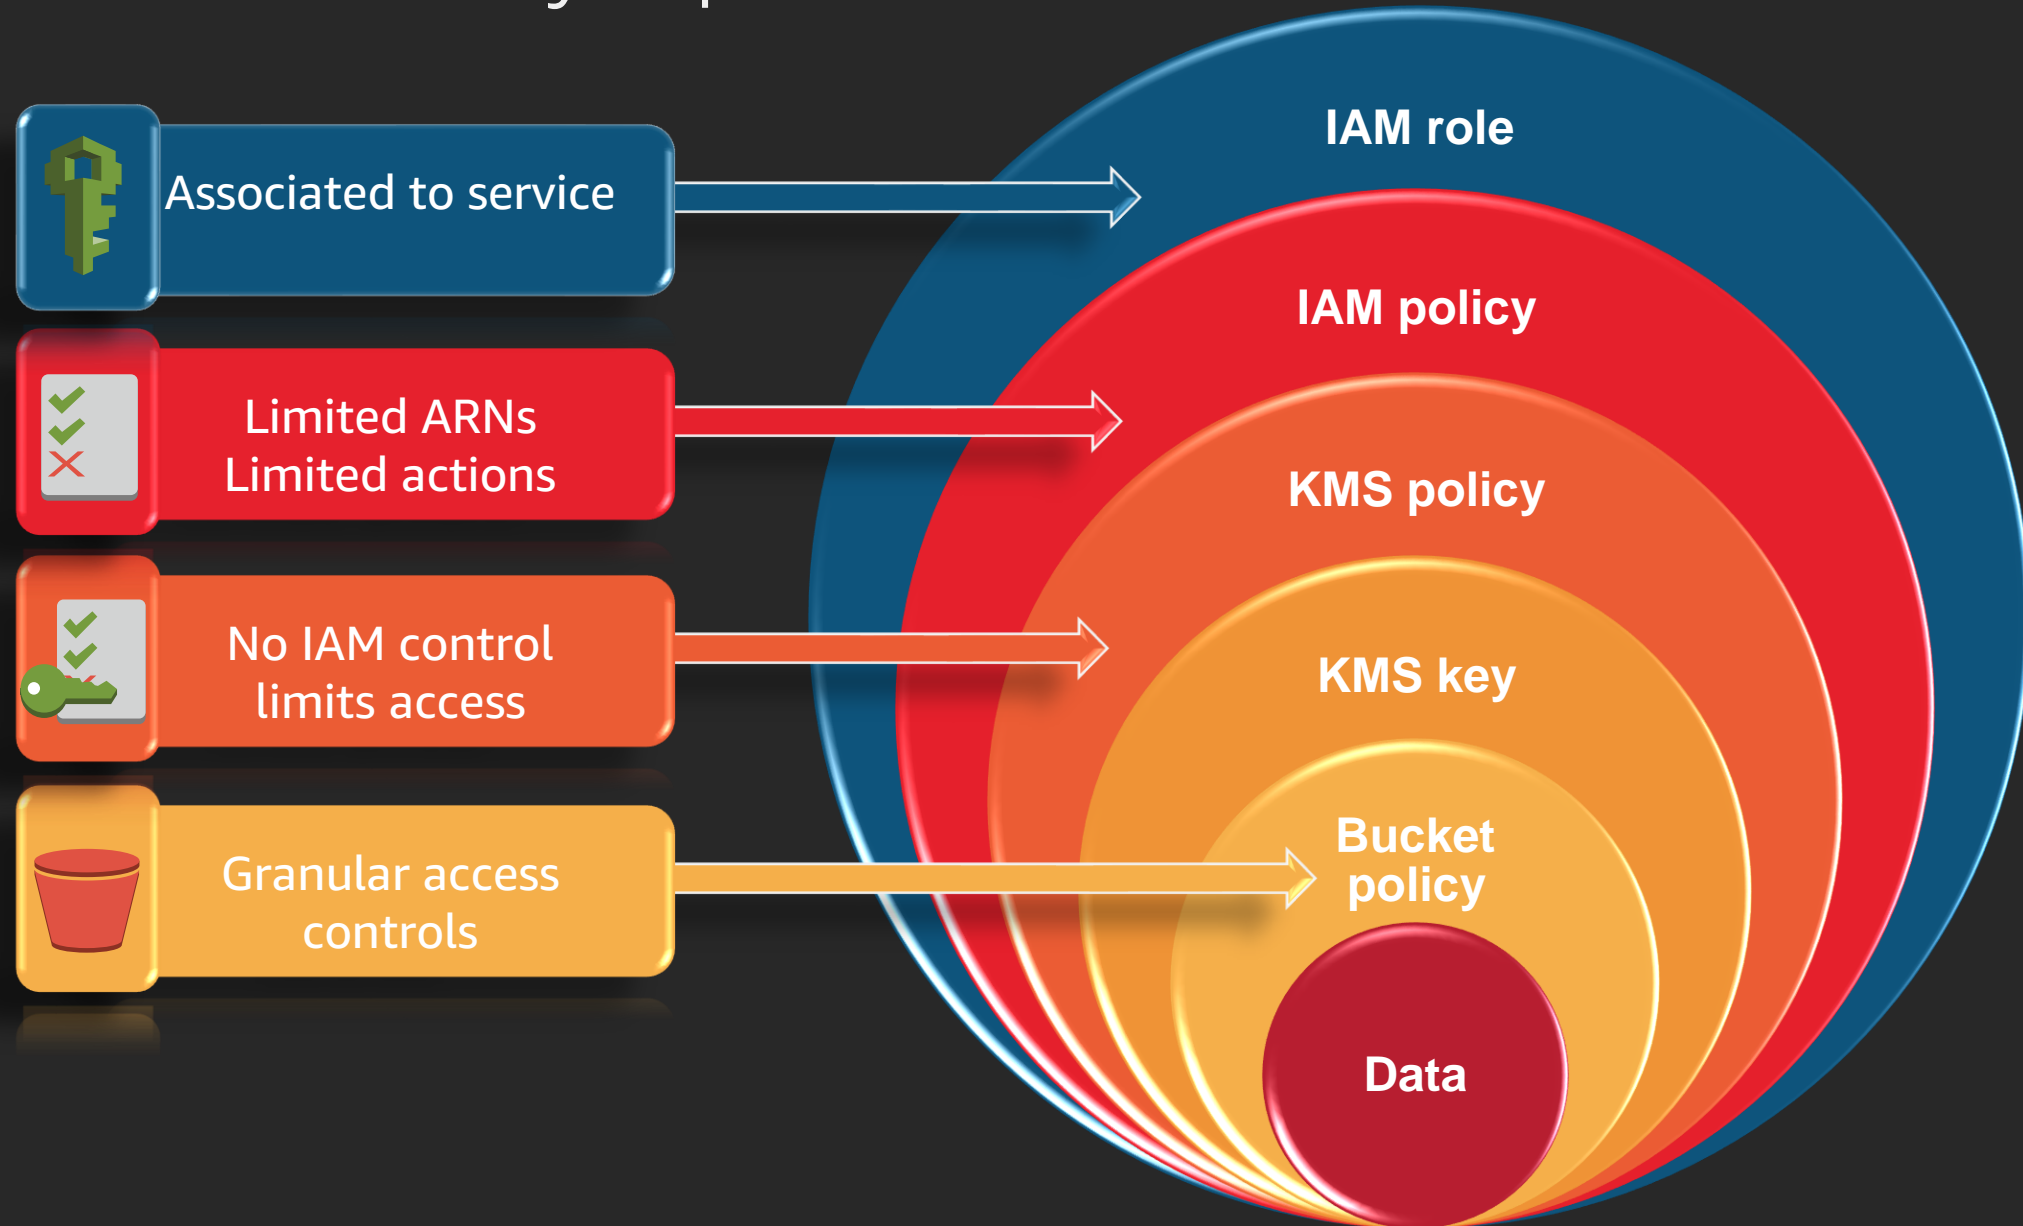 Associated to service
Limited ARNs
Limited actions
No IAM control
limits access
Granular access
controls
IAM role
IAM policy
KMS policy
KMS key
Bucket
policy
Data